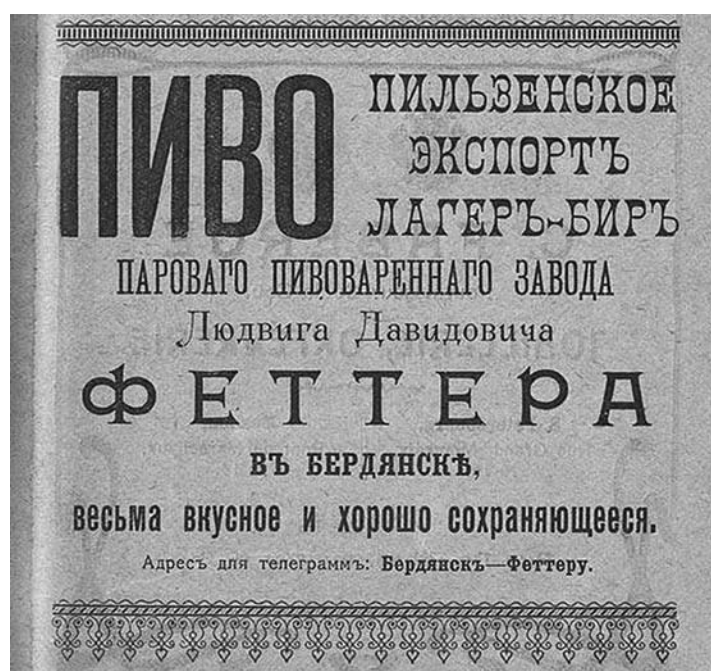 ПИВО
ПИЛЬЗЕНСКОЕ
ЭКСПОРТЪ
ЛАГЕРЪ-БИРЪ
ПАРОВАГО ПИВОВАРЕННАГО ЗАВОДА
Людвига Давидовича
ФЕТТЕРА
ВЪ БЕРДЯНСКѢ,
весьма вкусное и хорошо сохраняющееся.
Адресъ для телеграммъ: Бердянскъ—Феттеру.